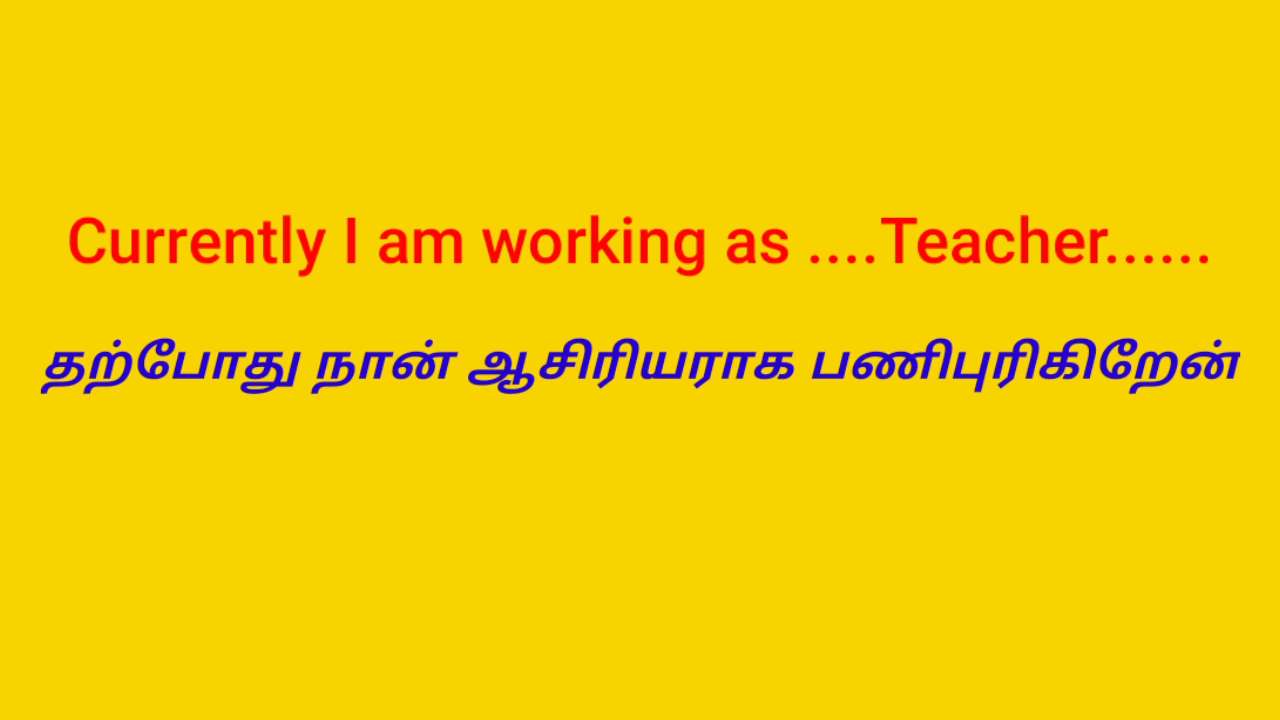 Currently I am working as ....Teacher......
தற்போது நான் ஆசிரியராக பணிபுரிகிறேன்